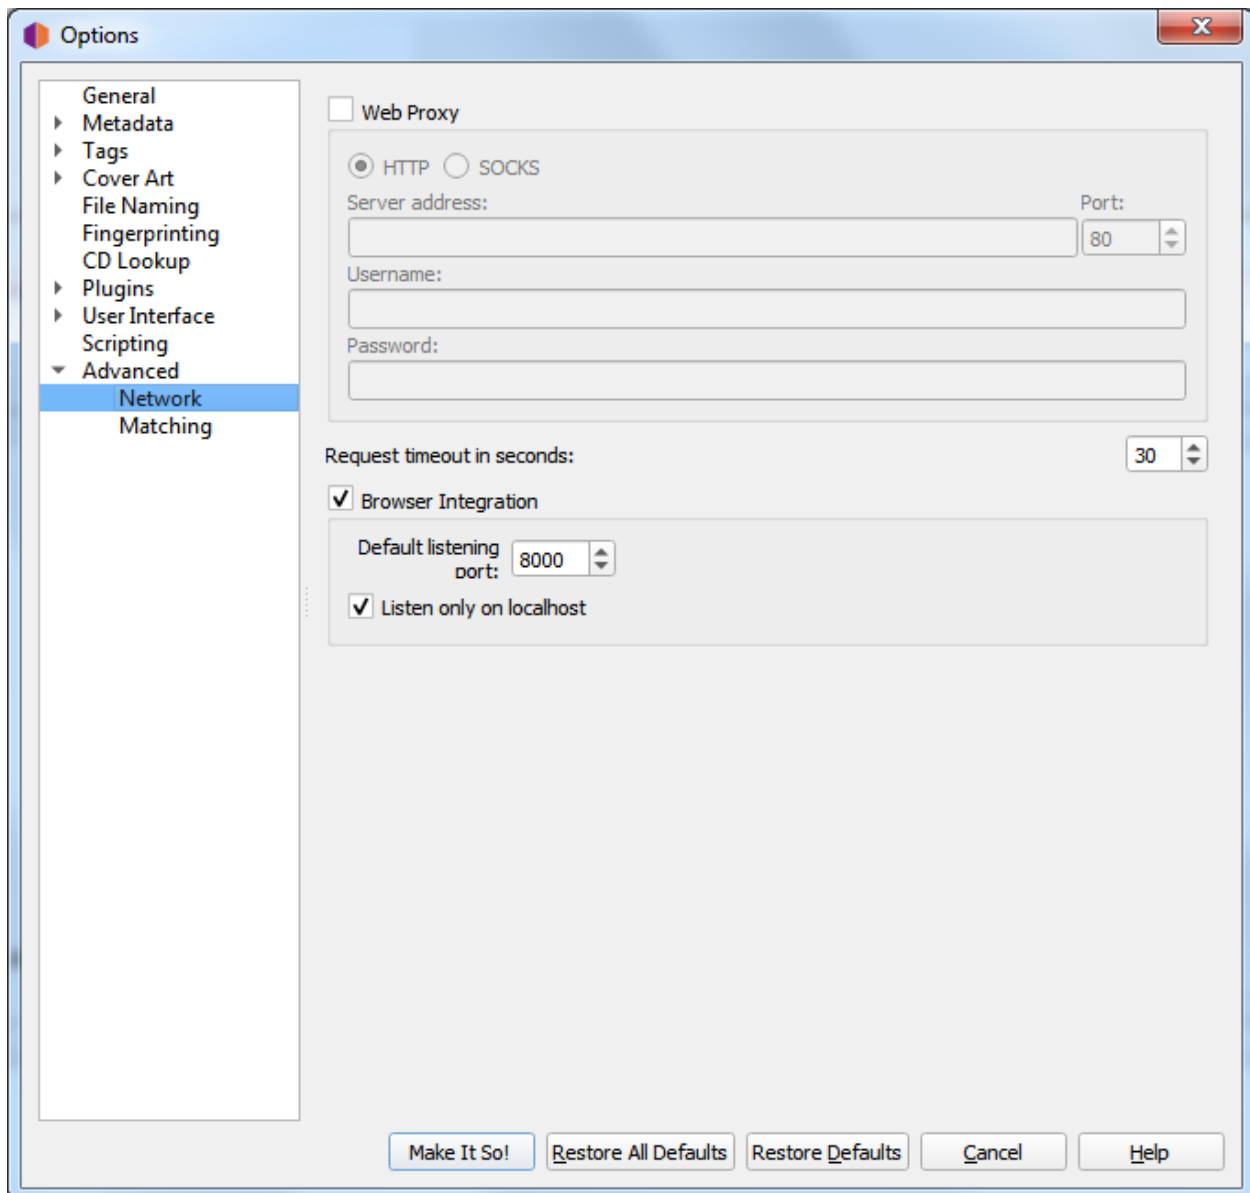 Options
General
Metadata
Tags
Cover Art
File Naming
Fingerprinting
CD Lookup
Plugins
User Interface
Scripting
Advanced
Network
Matching
Web Proxy
HTTP SOCKS
Server address: Port:
80
Username:
Password:
Request timeout in seconds: 30
Browser Integration
Default listening
port: 8000
Listen only on localhost
Make It So! Restore All Defaults Restore Defaults Cancel Help